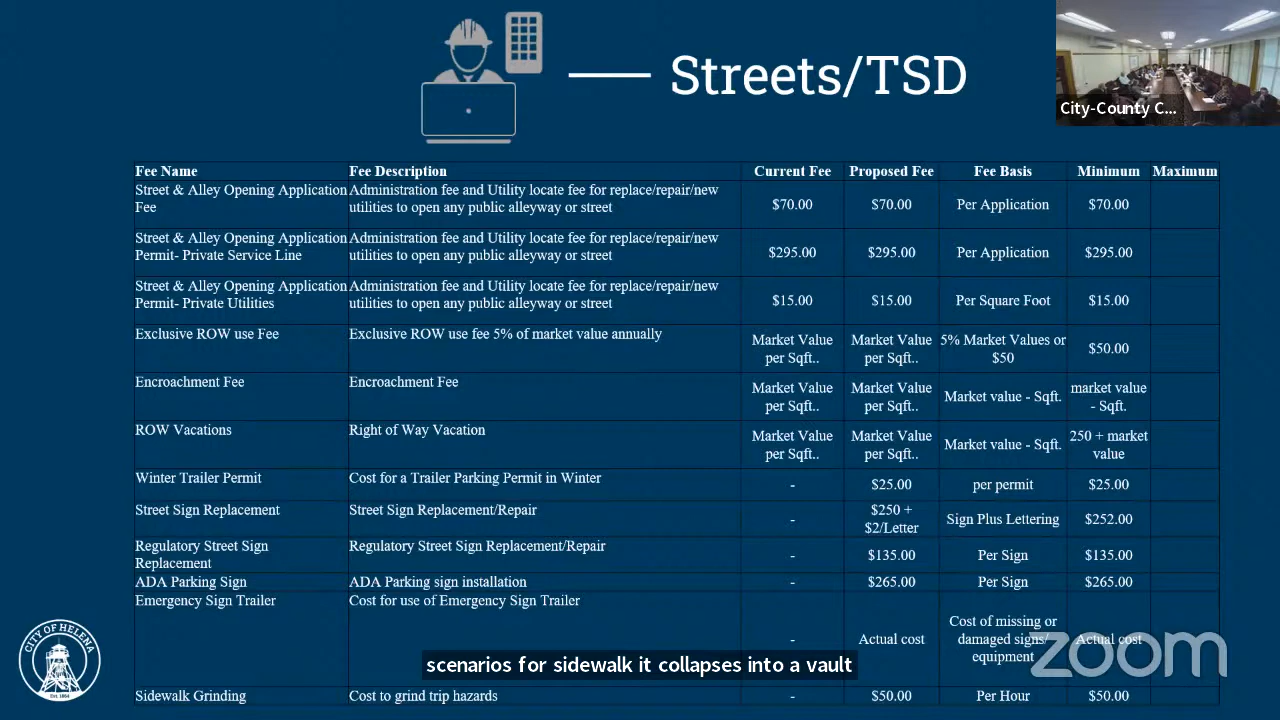 Streets/TSD
City-County C...
Fee Name Fee Description Current Fee Proposed Fee Fee Basis Minimum Maximum
Street & Alley Opening Application Administration fee and Utility locate fee for replace/repair/new
Fee utilities to open any public alleyway or street $70.00 $70.00 Per Application $70.00
Street & Alley Opening Application Administration fee and Utility locate fee for replace/repair/new
Permit- Private Service Line utilities to open any public alleyway or street $295.00 $295.00 Per Application $295.00
Street & Alley Opening Application Administration fee and Utility locate fee for replace/repair/new
Permit- Private Utilities utilities to open any public alleyway or street $15.00 $15.00 Per Square Foot $15.00
Exclusive ROW use Fee Exclusive ROW use fee 5% of market value annually Market Value Market Value 5% Market Values or $50.00
per Sqft.. per Sqft.. $50
Encroachment Fee Encroachment Fee Market Value Market Value Market value - Sqft. market value
per Sqft.. per Sqft.. - Sqft.
ROW Vacations Right of Way Vacation Market Value Market Value Market value - Sqft. 250 + market
per Sqft.. per Sqft.. value
Winter Trailer Permit Cost for a Trailer Parking Permit in Winter - $25.00 per permit $25.00
Street Sign Replacement Street Sign Replacement/Repair - $250 + Sign Plus Lettering $252.00
$2/Letter
Regulatory Street Sign Regulatory Street Sign Replacement/Repair - $135.00 Per Sign $135.00
Replacement
ADA Parking Sign ADA Parking sign installation - $265.00 Per Sign $265.00
Emergency Sign Trailer Cost for use of Emergency Sign Trailer - Actual cost Cost of missing or Actual cost
damaged signs/
equipment
zoom
scenarios for sidewalk it collapses into a vault
Sidewalk Grinding Cost to grind trip hazards - $50.00 Per Hour $50.00
CITY OF HELENA
Est. 1864